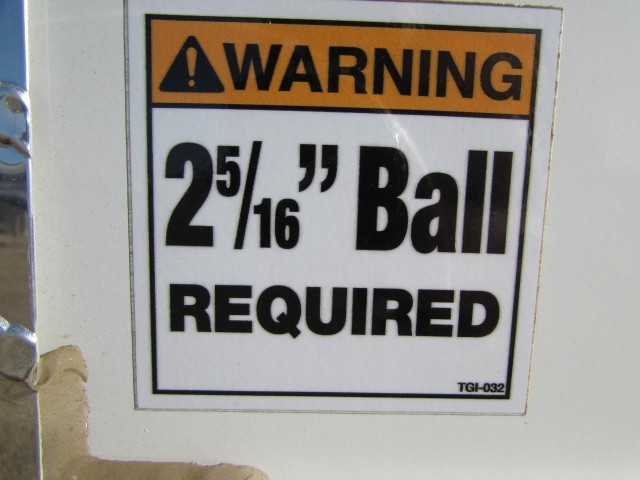 WARNING
2 5/16" Ball
REQUIRED
TGI-032